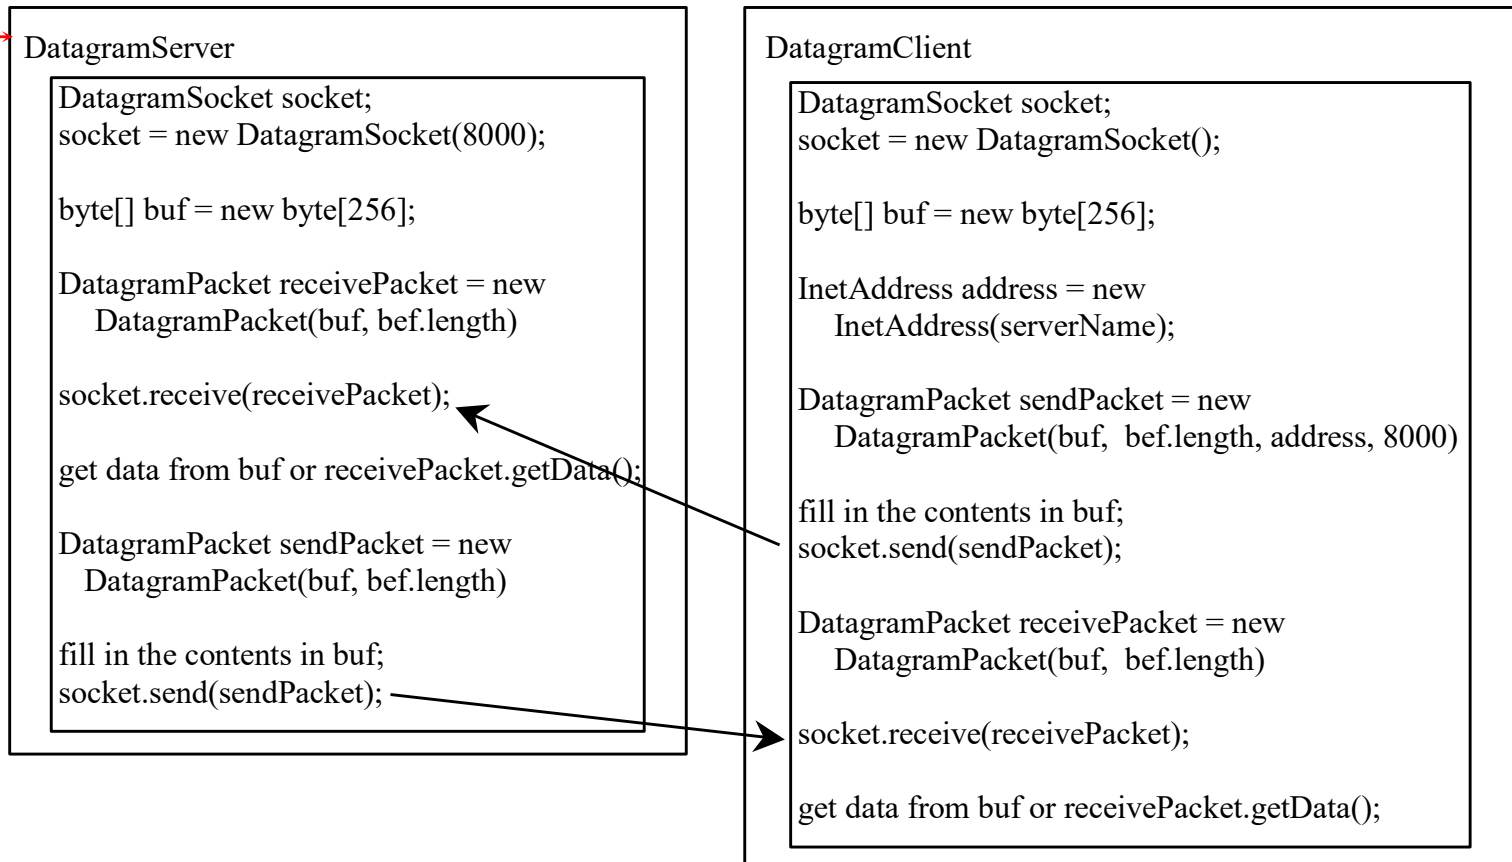 DatagramServer
DatagramSocket socket;
socket = new DatagramSocket(8000);
byte[] buf = new byte[256];
DatagramPacket receivePacket = new
DatagramPacket(buf, bef.length)
socket.receive(receivePacket);
get data from buf or receivePacket.getData();
DatagramPacket sendPacket = new
DatagramPacket(buf, bef.length)
fill in the contents in buf;
socket.send(sendPacket);
DatagramClient
DatagramSocket socket;
socket = new DatagramSocket();
byte[] buf = new byte[256];
InetAddress address = new
InetAddress(serverName);
DatagramPacket sendPacket = new
DatagramPacket(buf,  bef.length, address, 8000)
fill in the contents in buf;
socket.send(sendPacket);
DatagramPacket receivePacket = new
DatagramPacket(buf,  bef.length)
socket.receive(receivePacket);
get data from buf or receivePacket.getData();